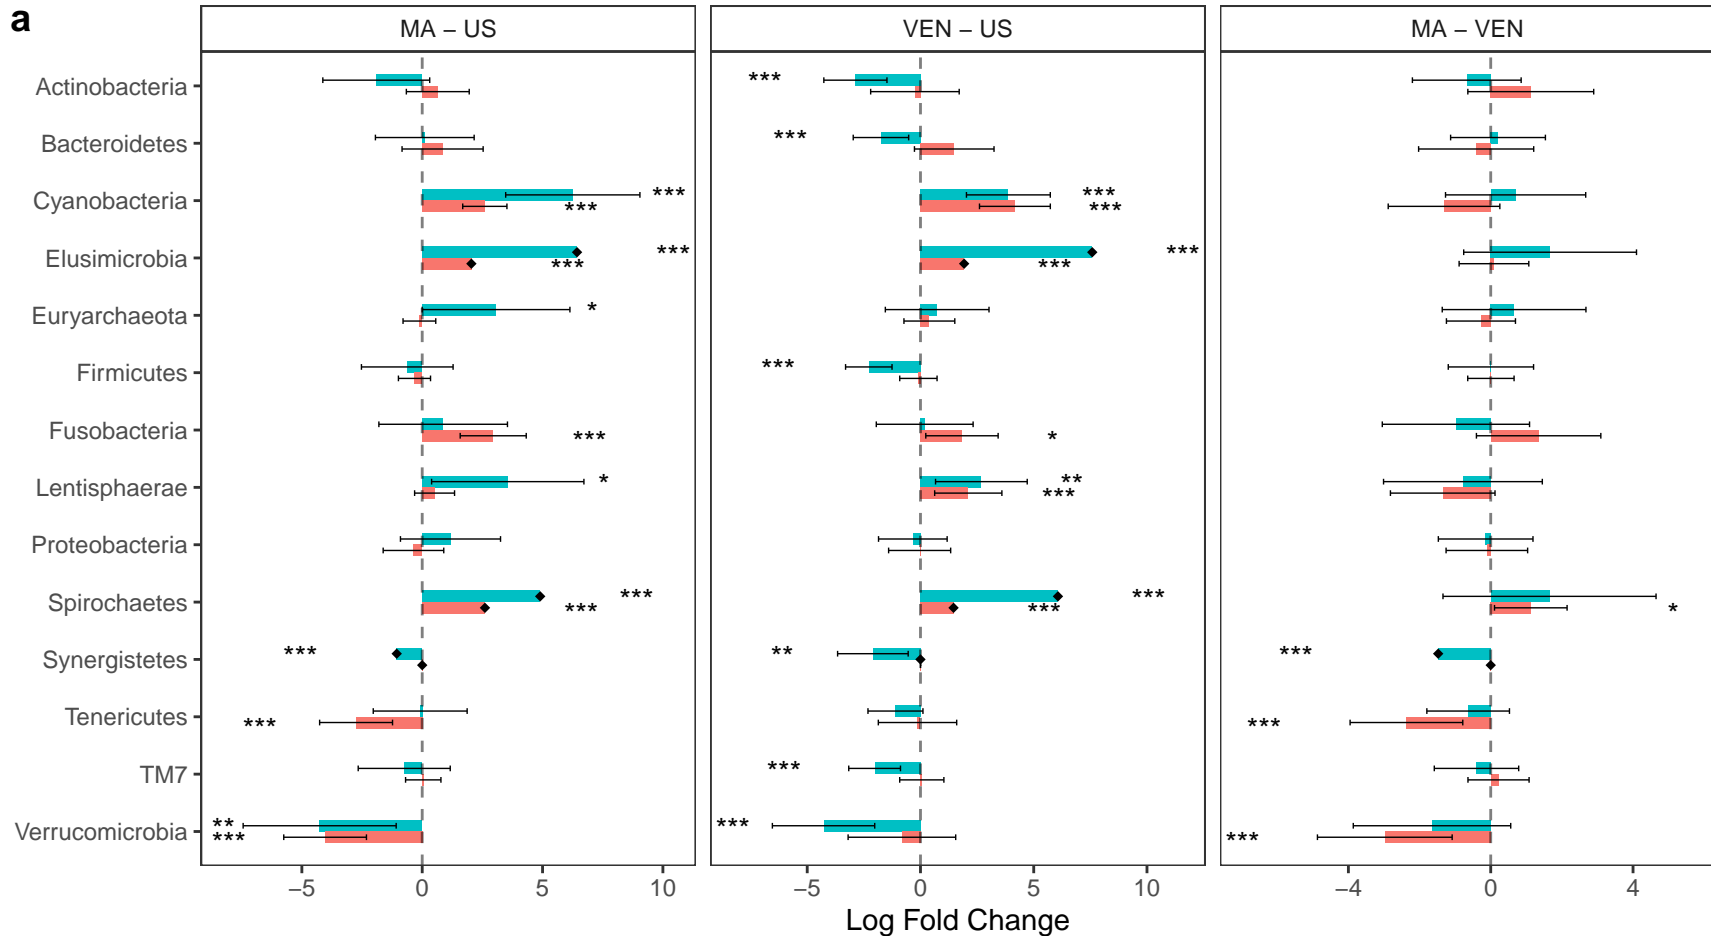 a
MA – US
VEN – US
MA – VEN
Actinobacteria ***
Bacteroidetes ***
Cyanobacteria *** ***
*** ***
Elusimicrobia *** ***
*** ***
Euryarchaeota *
Firmicutes ***
Fusobacteria *** *
Lentisphaerae * **
***
Proteobacteria
Spirochaetes *** ***
*** *** *
Synergistetes *** ** ***
Tenericutes *** ***
TM7 ***
Verrucomicrobia ** ***
*** ***
−5 0 5 10 −5 0 5 10 −4 0 4
Log Fold Change